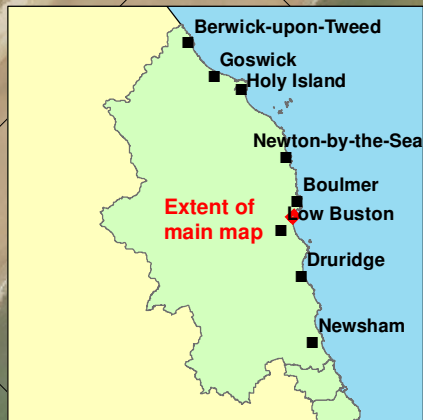 Berwick-upon-Tweed
Goswick
Holy Island
Newton-by-the-Sea
Boulmer
Low Buston
Extent of
main map
Druridge
Newsham